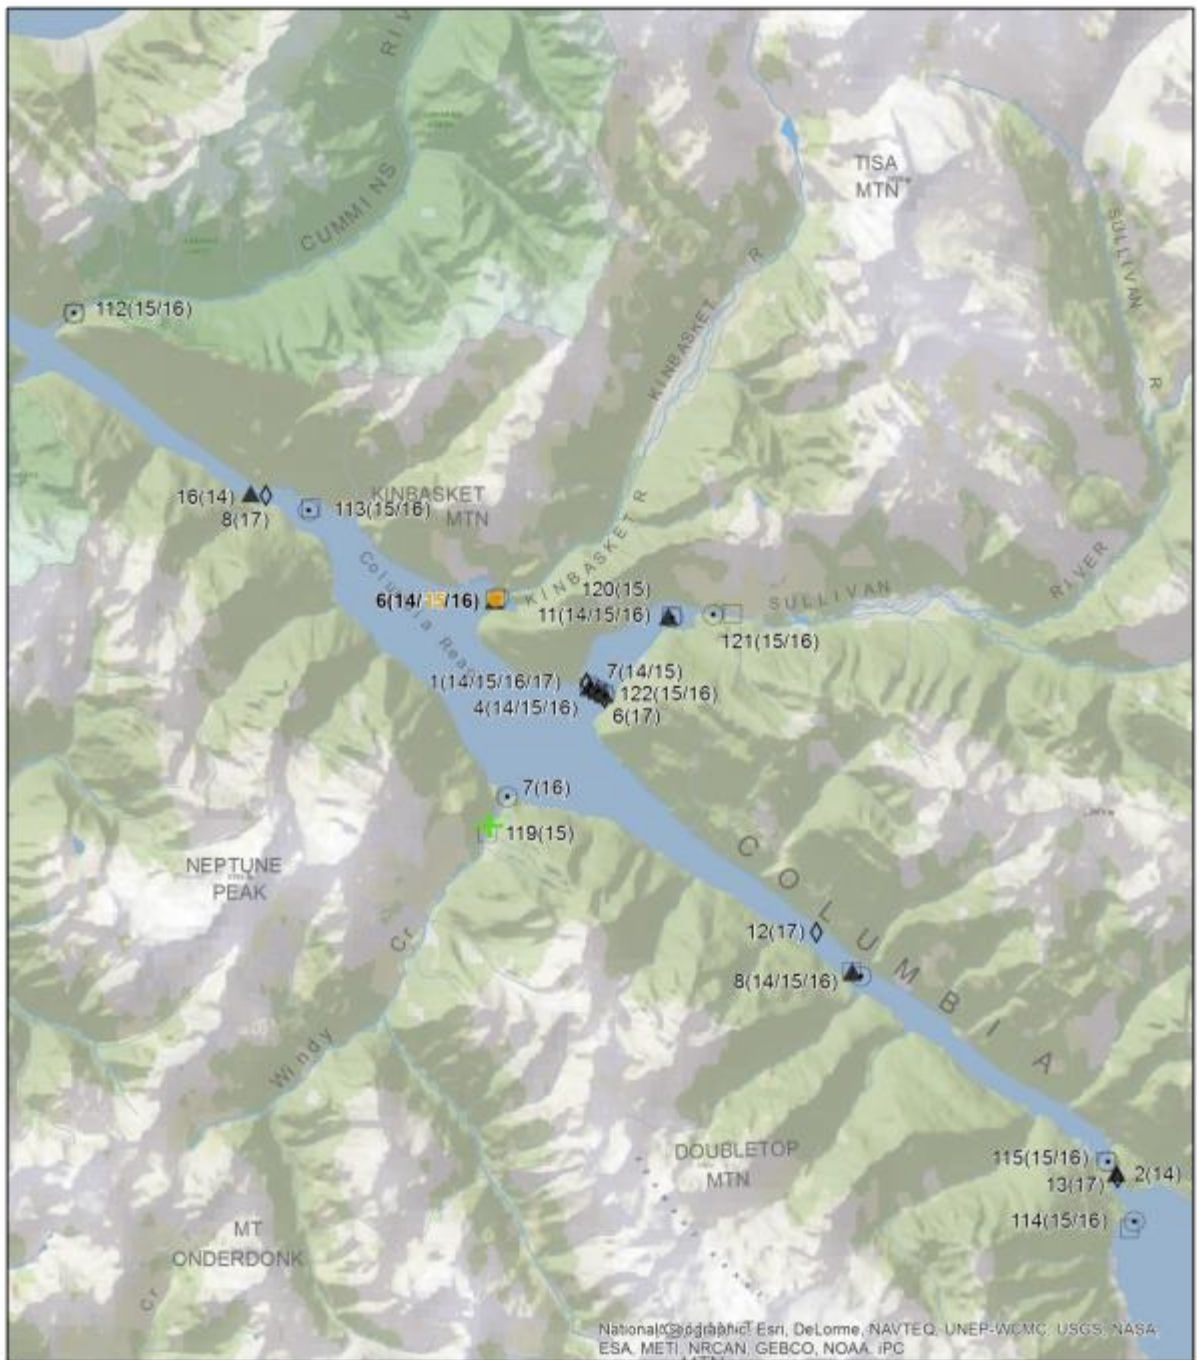 RIV
CUMMINS
TISA
MTN
SULLIVAN
R
112(15/16)
KINBASKET R
16(14)
8(17)
KINBASKET
MTN
113(15/16)
Columbia Rea
6(14/15/16)
KINBASKET R
120(15)
11(14/15/16)
SULLIVAN RIVER
121(15/16)
7(14/15)
1(14/15/16/17)
122(15/16)
4(14/15/16)
6(17)
7(16)
119(15)
NEPTUNE
PEAK
COLUMBIA
Windy Cr
12(17)
8(14/15/16)
DOUBLETOP
MTN
115(15/16)
2(14)
13(17)
114(15/16)
MT
ONDERDONK
Cr
National Geographic, Esri, DeLorme, NAVTEQ, UNEP-WCMC, USGS, NASA,
ESA, METI, NRCAN, GEBCO, NOAA, iPC
MTN